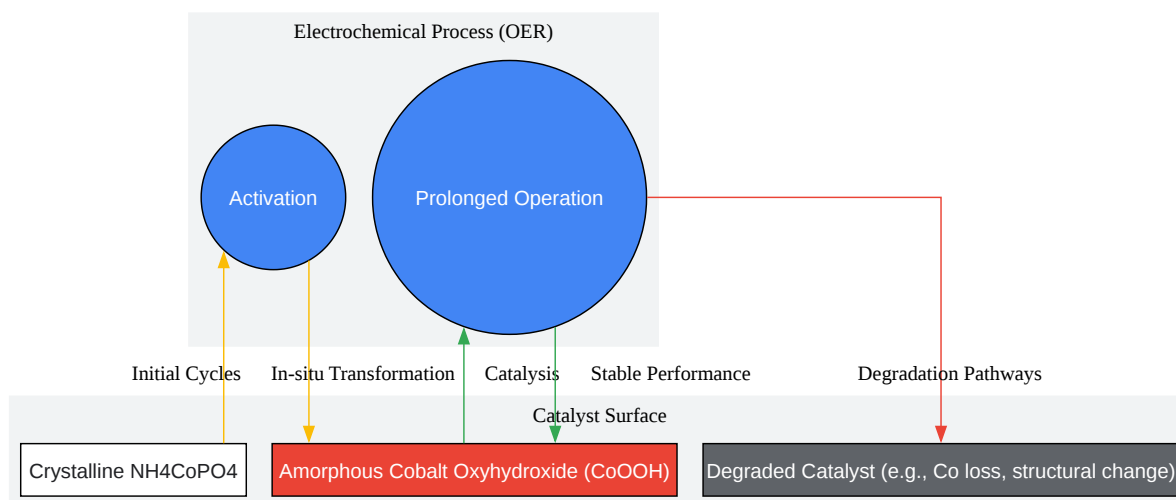 Electrochemical Process (OER)
Activation
Prolonged Operation
Initial Cycles
In-situ Transformation
Catalysis
Stable Performance
Degradation Pathways
Catalyst Surface
Crystalline NH4CoPO4
Amorphous Cobalt Oxyhydroxide (CoOOH)
Degraded Catalyst (e.g., Co loss, structural change)